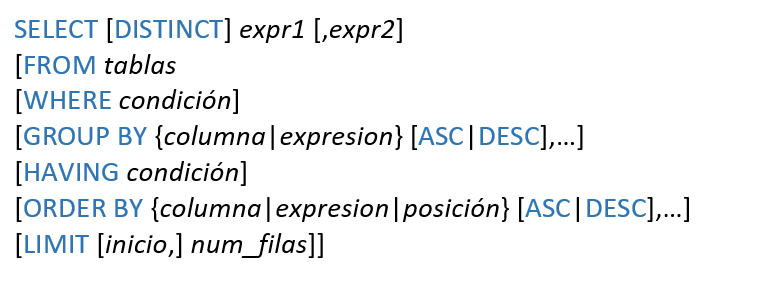 SELECT [DISTINCT] expr1 [,expr2]
[FROM tablas
[WHERE condición]
[GROUP BY {columna|expresion} [ASC|DESC],...]
[HAVING condición]
[ORDER BY {columna|expresion|posición} [ASC|DESC],...]
[LIMIT [inicio,] num_filas]]